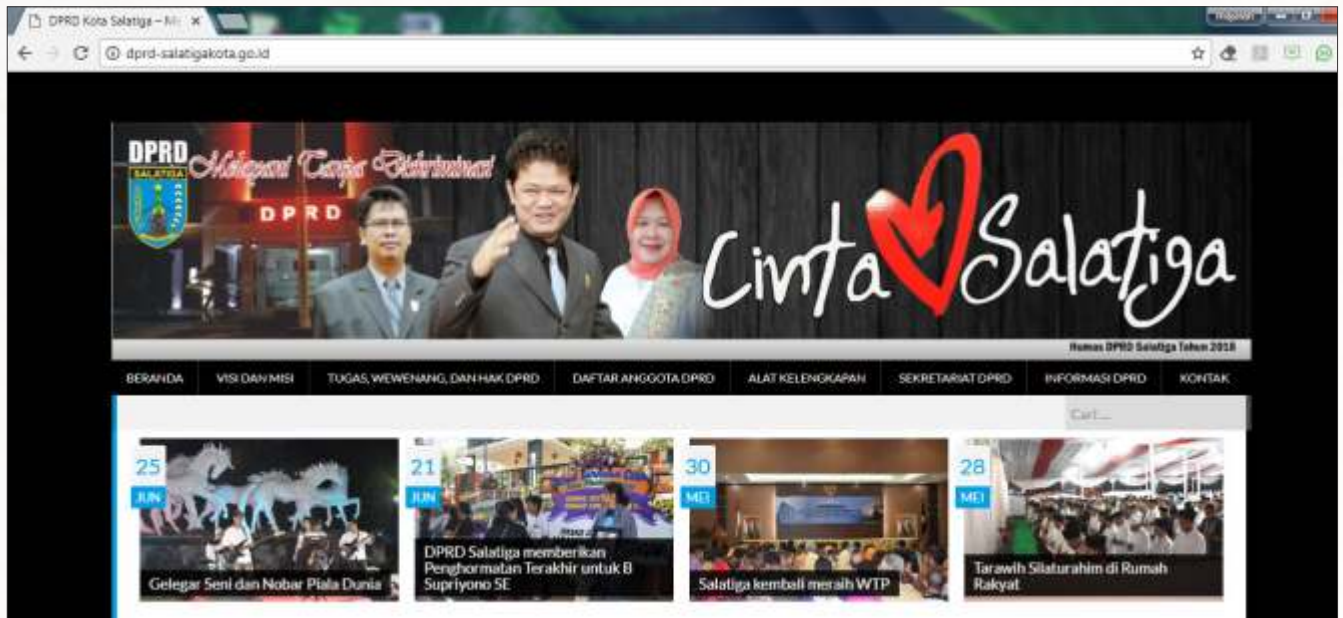 DPRD Kota Salatiga – M
dprd-salatigakota.go.id
DPRD
SALATIGA
Melayani Tanpa Diskriminasi
DPRD
Cinta Salatiga
Humas DPRD Salatiga Tahun 2018
BERANDA VISI DAN MISI TUGAS, WEWENANG, DAN HAK DPRD DAFTAR ANGGOTA DPRD ALAT KELENGKAPAN SEKRETARIAT DPRD INFORMASI DPRD KONTAK
Cari...
25
JUN
Gelegar Seni dan Nobar Piala Dunia
21
JUN
DPRD Salatiga memberikan
Penghormatan Terakhir untuk B
Supriyono SE
30
MEI
Salatiga kembali meraih WTP
28
MEI
Tarawih Silaturahim di Rumah
Rakyat